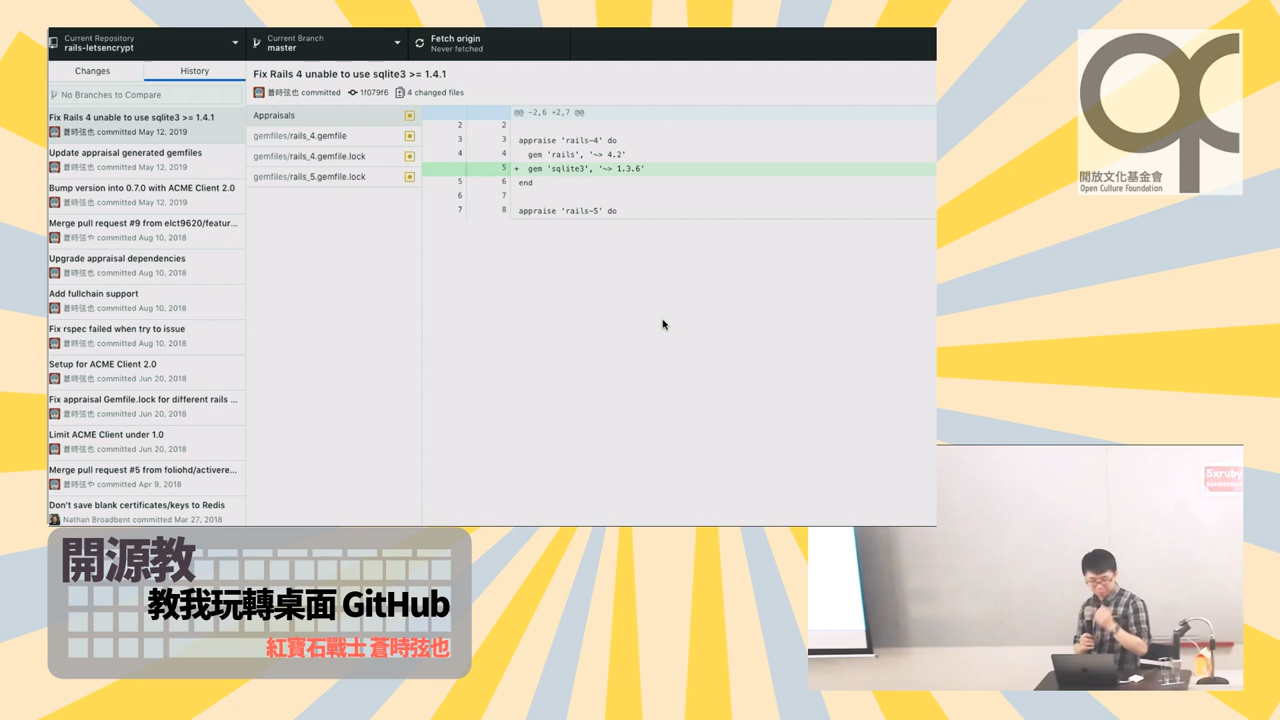 Current Repository
rails-letsencrypt
Current Branch
master
Fetch origin
Never fetched
Changes
History
No Branches to Compare
Fix Rails 4 unable to use sqlite3 >= 1.4.1
蒼時弦也 committed May 12, 2019
Update appraisal generated gemfiles
蒼時弦也 committed May 12, 2019
Bump version into 0.7.0 with ACME Client 2.0
蒼時弦也 committed May 12, 2019
Merge pull request #9 from elct9620/featur...
蒼時弦や committed Aug 10, 2018
Upgrade appraisal dependencies
蒼時弦也 committed Aug 10, 2018
Add fullchain support
蒼時弦也 committed Aug 10, 2018
Fix rspec failed when try to issue
蒼時弦也 committed Aug 10, 2018
Setup for ACME Client 2.0
蒼時弦也 committed Jun 20, 2018
Fix appraisal Gemfile.lock for different rails ...
蒼時弦也 committed Jun 20, 2018
Limit ACME Client under 1.0
蒼時弦也 committed Jun 20, 2018
Merge pull request #5 from foliohd/activere...
蒼時弦や committed Apr 9, 2018
Don't save blank certificates/keys to Redis
Nathan Broadbent committed Mar 27, 2018
Fix Rails 4 unable to use sqlite3 >= 1.4.1
蒼時弦也 committed 1f079f6 4 changed files
Appraisals
gemfiles/rails_4.gemfile
gemfiles/rails_4.gemfile.lock
gemfiles/rails_5.gemfile.lock
@@ -2,6 +2,7 @@
2 2
3 3 appraise 'rails-4' do
4 4 gem 'rails', '~> 4.2'
5 + gem 'sqlite3', '~> 1.3.6'
5 6 end
6 7
7 8 appraise 'rails-5' do
開放文化基金會
Open Culture Foundation
5xruby
開源教
教我玩轉桌面 GitHub
紅寶石戰士 蒼時弦也